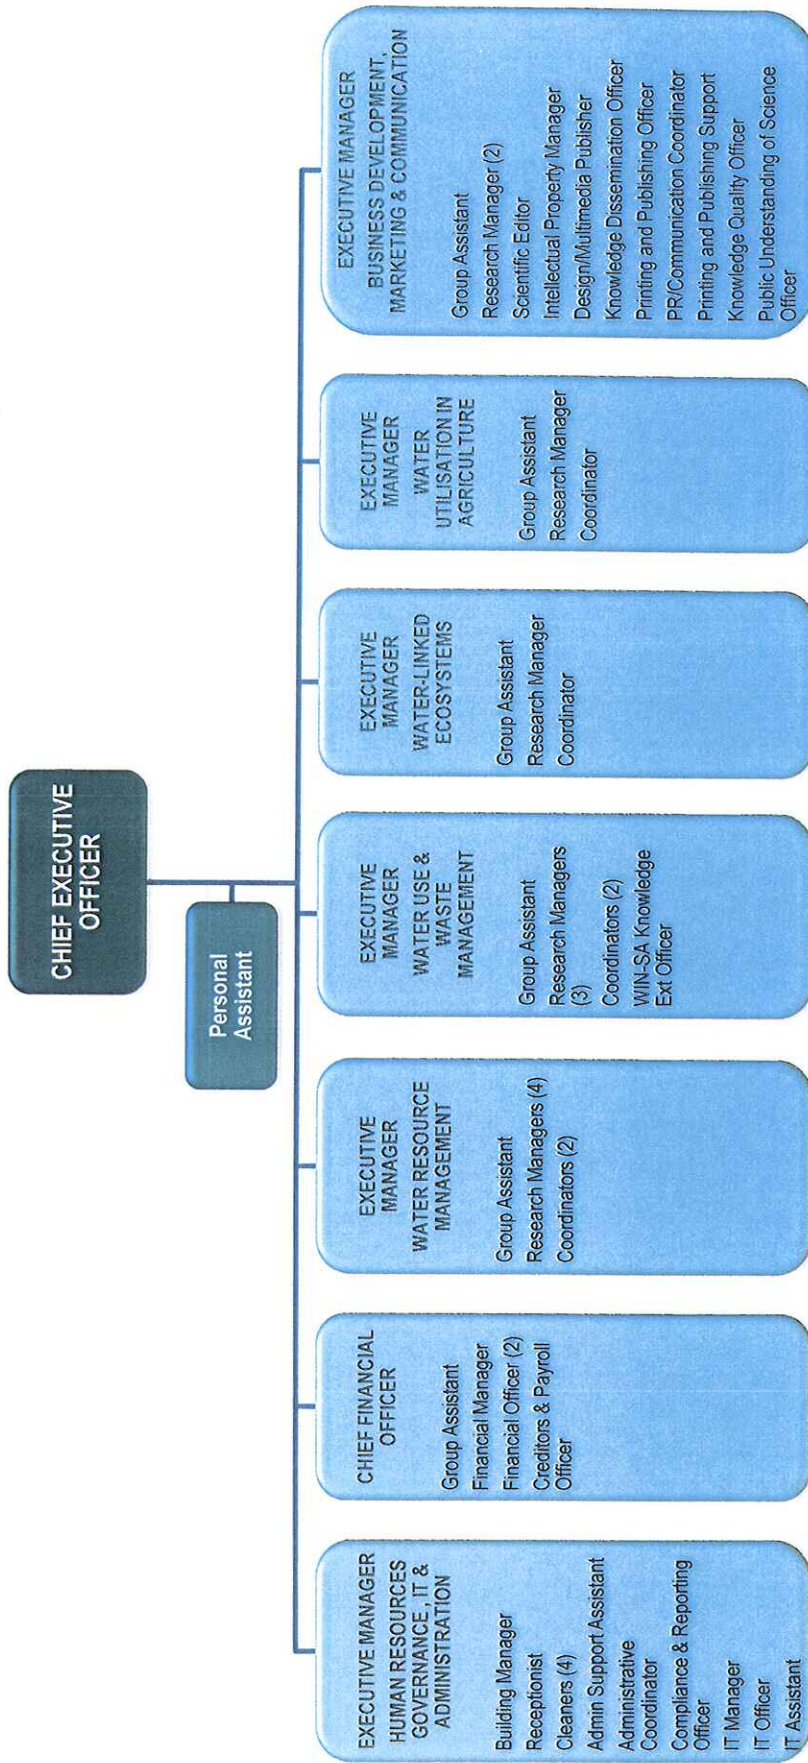 CHIEF EXECUTIVE
OFFICER
Personal
Assistant
EXECUTIVE MANAGER
HUMAN RESOURCES
GOVERNANCE, IT &
ADMINISTRATION
Building Manager
Receptionist
Cleaners (4)
Admin Support Assistant
Administrative
Coordinator
Compliance & Reporting
Officer
IT Manager
IT Officer
IT Assistant
CHIEF FINANCIAL
OFFICER
Group Assistant
Financial Manager
Financial Officer (2)
Creditors & Payroll
Officer
EXECUTIVE
MANAGER
WATER RESOURCE
MANAGEMENT
Group Assistant
Research Managers (4)
Coordinators (2)
EXECUTIVE
MANAGER
WATER USE &
WASTE
MANAGEMENT
Group Assistant
Research Managers
(3)
Coordinators (2)
WIN-SA Knowledge
Ext Officer
EXECUTIVE
MANAGER
WATER-LINKED
ECOSYSTEMS
Group Assistant
Research Manager
Coordinator
EXECUTIVE
MANAGER
WATER
UTILISATION IN
AGRICULTURE
Group Assistant
Research Manager
Coordinator
EXECUTIVE MANAGER
BUSINESS DEVELOPMENT,
MARKETING & COMMUNICATION
Group Assistant
Research Manager (2)
Scientific Editor
Intellectual Property Manager
Design/Multimedia Publisher
Knowledge Dissemination Officer
Printing and Publishing Officer
PR/Communication Coordinator
Printing and Publishing Support
Knowledge Quality Officer
Public Understanding of Science
Officer